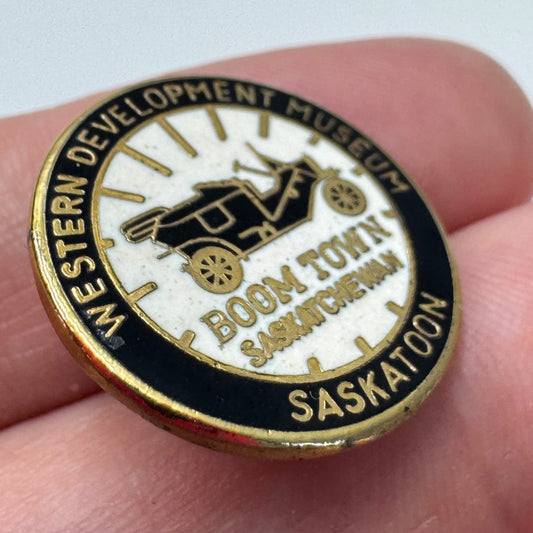 WESTERN DEVELOPMENT MUSEUM
BOOM TOWN
SASKATCHEWAN
SASKATOON